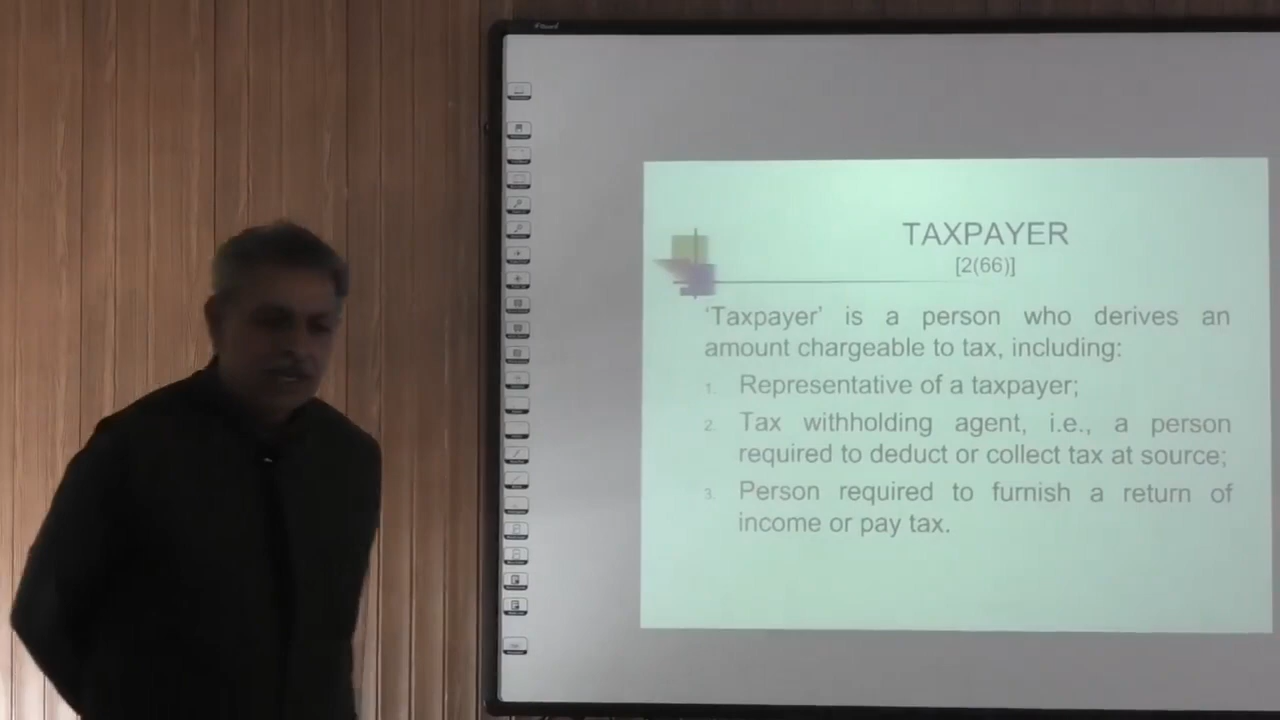 TAXPAYER
[2(66)]
‘Taxpayer’ is a person who derives an
amount chargeable to tax, including:
1. Representative of a taxpayer;
2. Tax withholding agent, i.e., a person
required to deduct or collect tax at source;
3. Person required to furnish a return of
income or pay tax.